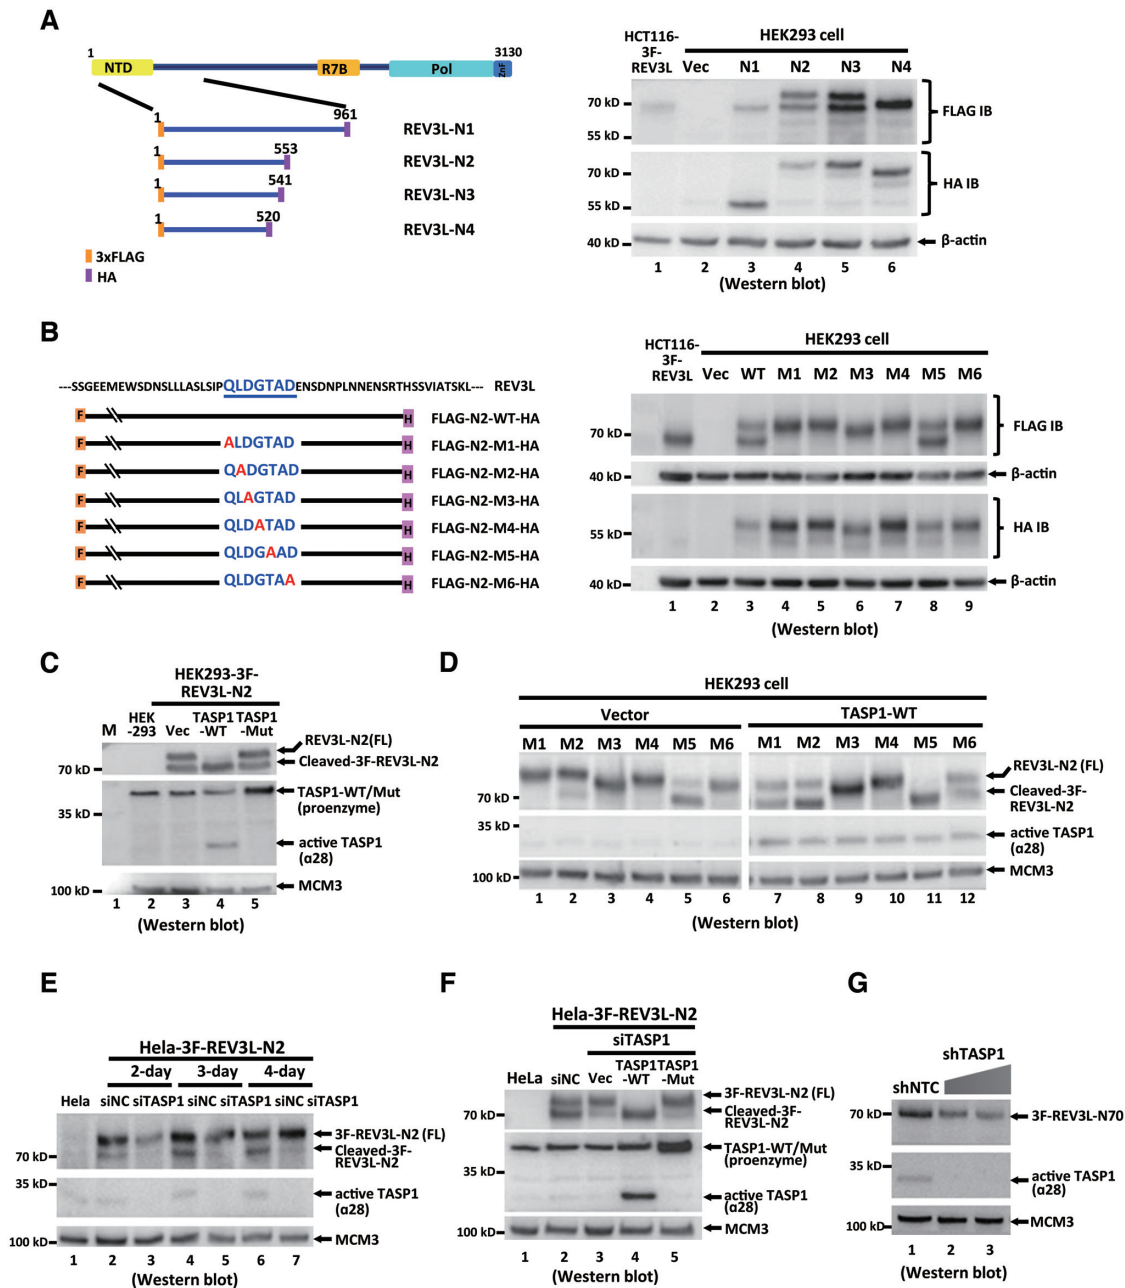 A
1
3130
NTD
R7B
Pol
ZnF
1
961
REV3L-N1
1
553
REV3L-N2
1
541
REV3L-N3
1
520
REV3L-N4
3xFLAG
HA
HCT116-
3F-
REV3L
HEK293 cell
Vec N1 N2 N3 N4
70 kD
55 kD
FLAG IB
70 kD
55 kD
HA IB
40 kD
β-actin
1 2 3 4 5 6
(Western blot)
B
---SSGEEMEWSDNSLLLASLSIPQLDGTADENSDNPLNNENSRTHSSVIATSKL--- REV3L
F H FLAG-N2-WT-HA
F ALDGTAD H FLAG-N2-M1-HA
F QADGTAD H FLAG-N2-M2-HA
F QLAGTAD H FLAG-N2-M3-HA
F QLDATAD H FLAG-N2-M4-HA
F QLDGAAD H FLAG-N2-M5-HA
F QLDGTAA H FLAG-N2-M6-HA
HCT116-
3F-
REV3L
HEK293 cell
Vec WT M1 M2 M3 M4 M5 M6
70 kD
FLAG IB
40 kD
β-actin
55 kD
HA IB
40 kD
β-actin
1 2 3 4 5 6 7 8 9
(Western blot)
C
HEK293-3F-
REV3L-N2
M
HEK
-293
Vec
TASP1
-WT
TASP1
-Mut
70 kD
REV3L-N2(FL)
Cleaved-3F-REV3L-N2
TASP1-WT/Mut
(proenzyme)
35 kD
active TASP1
(α28)
100 kD
MCM3
1 2 3 4 5
(Western blot)
D
HEK293 cell
Vector TASP1-WT
M1 M2 M3 M4 M5 M6 M1 M2 M3 M4 M5 M6
70 kD
REV3L-N2 (FL)
Cleaved-3F-
REV3L-N2
35 kD
active TASP1
(α28)
100 kD
MCM3
1 2 3 4 5 6 7 8 9 10 11 12
(Western blot)
E
Hela-3F-REV3L-N2
2-day 3-day 4-day
Hela siNC siTASP1 siNC siTASP1 siNC siTASP1
70 kD
3F-REV3L-N2 (FL)
Cleaved-3F-
REV3L-N2
35 kD
active TASP1
(α28)
100 kD
MCM3
1 2 3 4 5 6 7
(Western blot)
F
Hela-3F-REV3L-N2
siTASP1
HeLa siNC Vec
TASP1
-WT
TASP1
-Mut
70 kD
3F-REV3L-N2 (FL)
Cleaved-3F-
REV3L-N2
TASP1-WT/Mut
(proenzyme)
35 kD
active TASP1
(α28)
100 kD
MCM3
1 2 3 4 5
(Western blot)
G
shTASP1
shNTC
70 kD
3F-REV3L-N70
35 kD
active TASP1
(α28)
100 kD
MCM3
1 2 3
(Western blot)